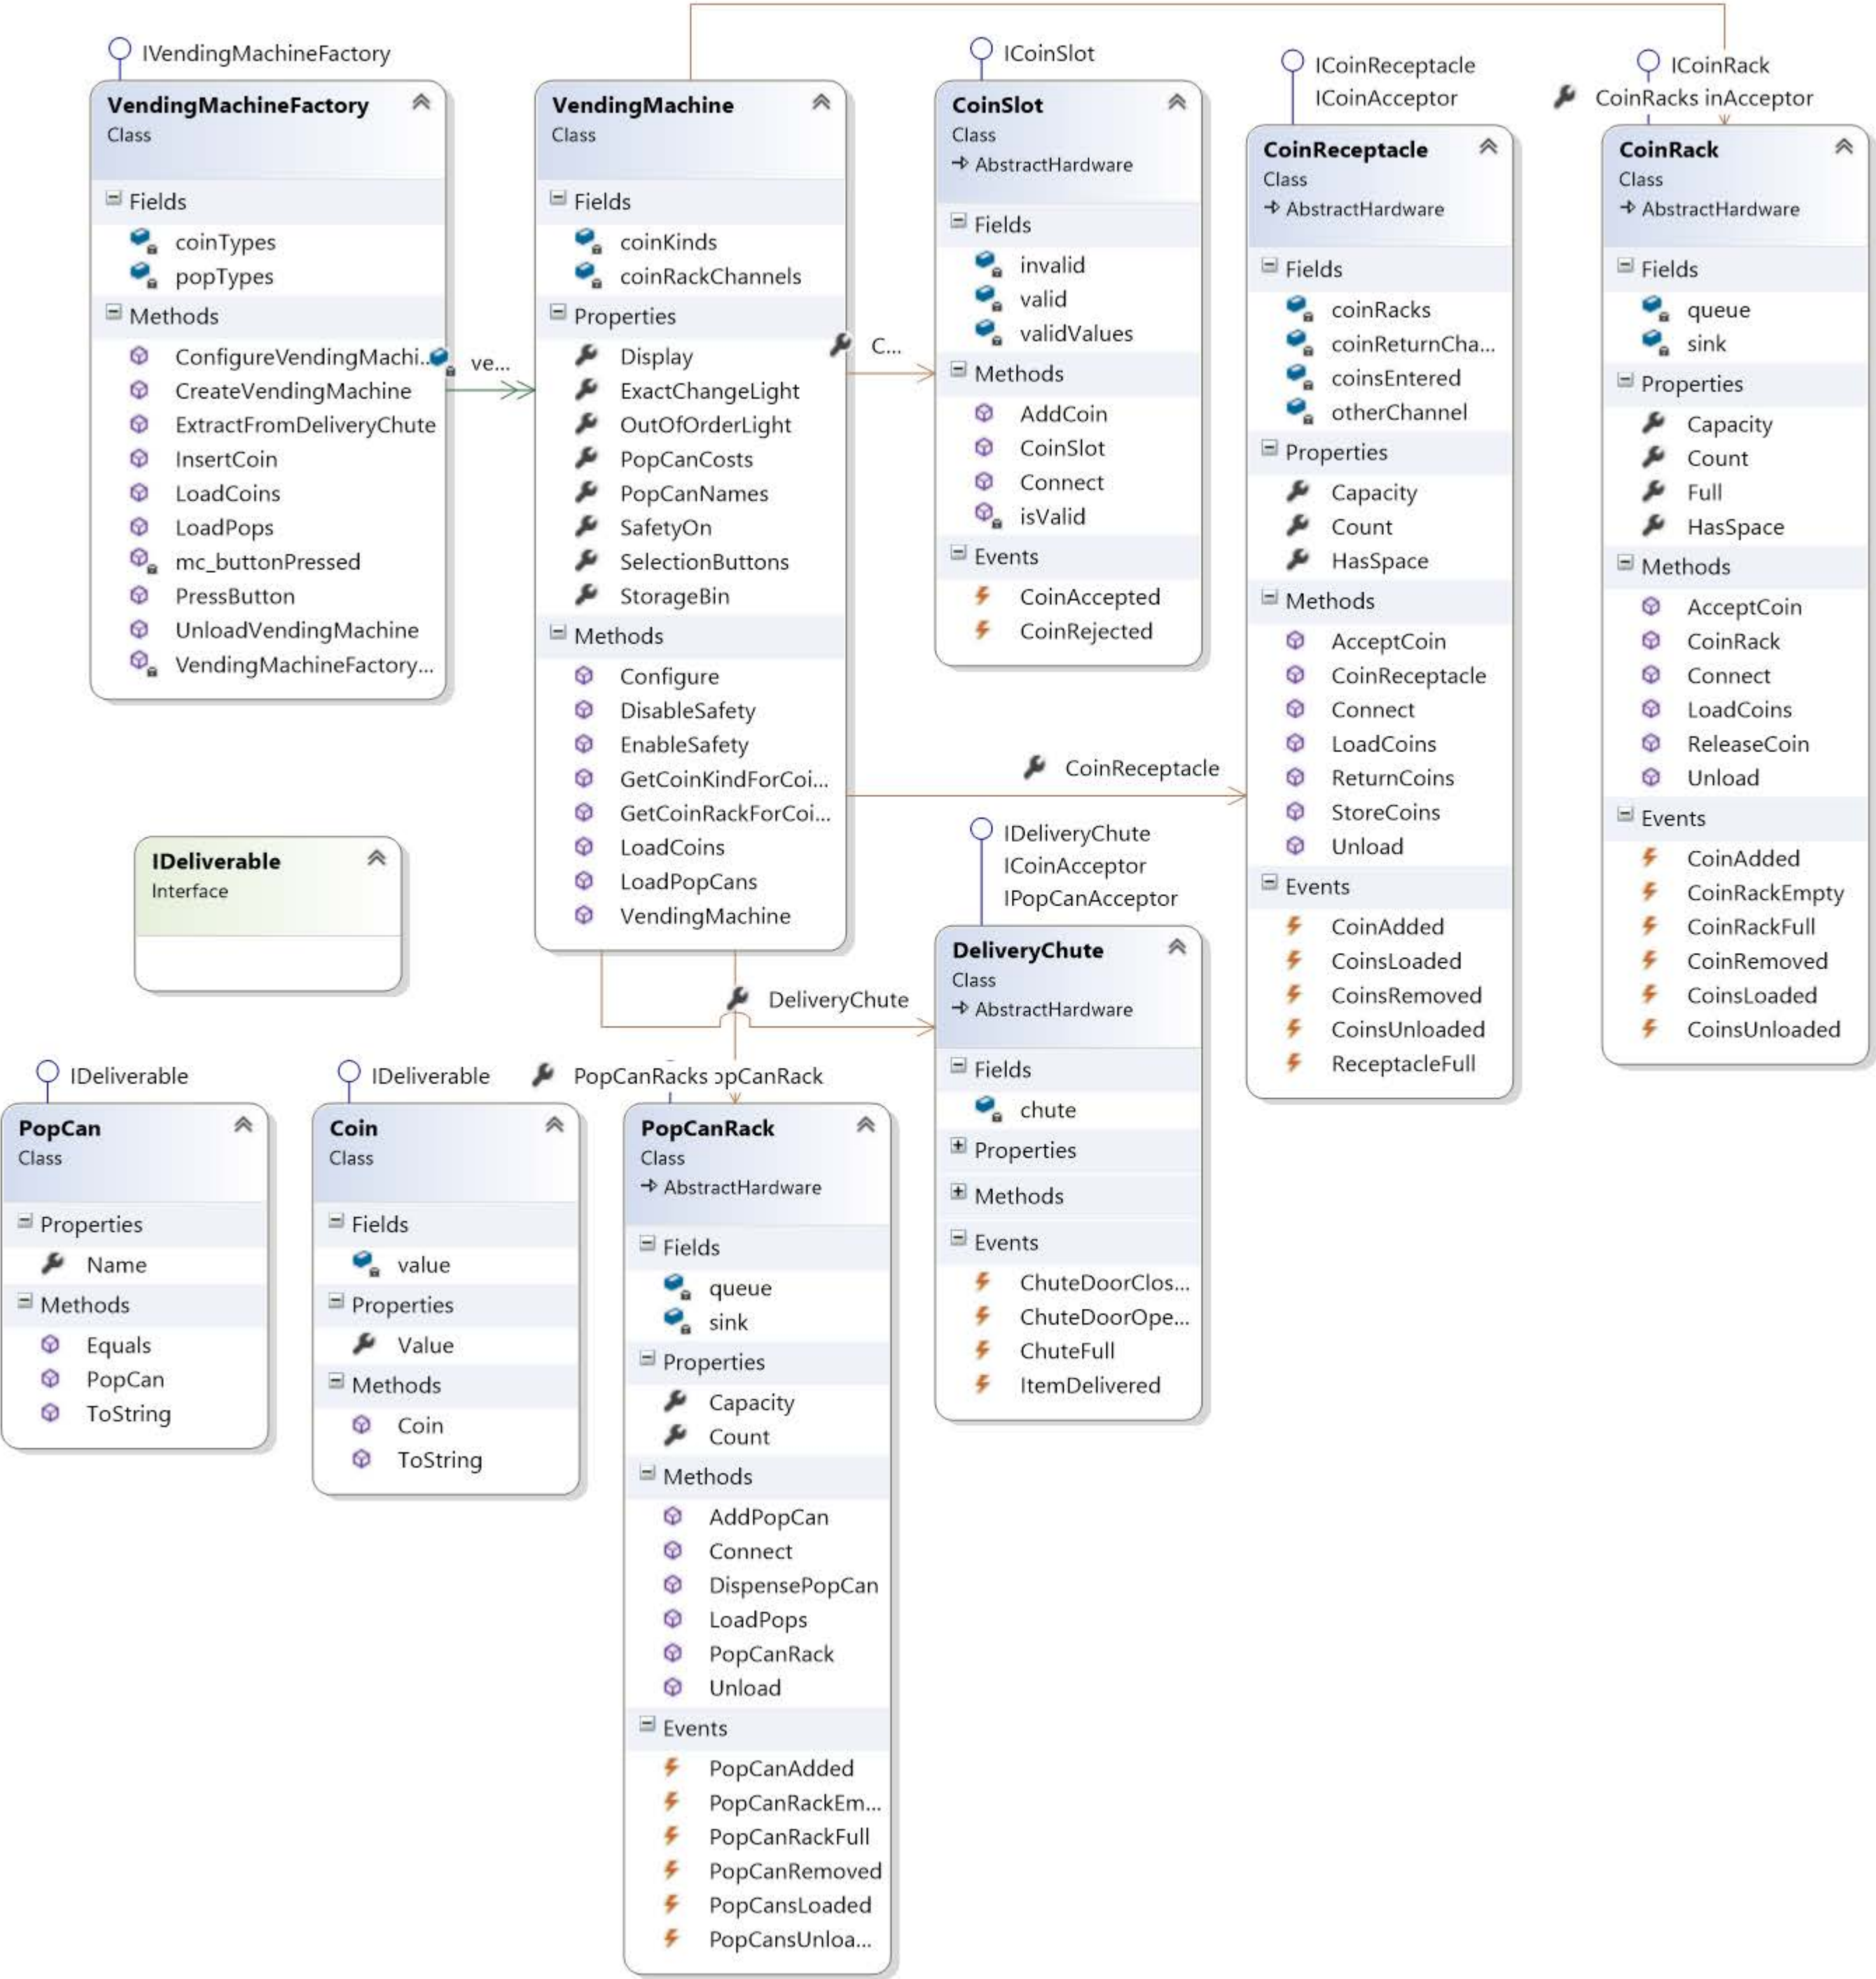 IVendingMachineFactory
VendingMachineFactory
Class
Fields
coinTypes
popTypes
Methods
ConfigureVendingMachi...
CreateVendingMachine
ExtractFromDeliveryChute
InsertCoin
LoadCoins
LoadPops
mc_buttonPressed
PressButton
UnloadVendingMachine
VendingMachineFactory...
ve...
VendingMachine
Class
Fields
coinKinds
coinRackChannels
Properties
Display
ExactChangeLight
OutOfOrderLight
PopCanCosts
PopCanNames
SafetyOn
SelectionButtons
StorageBin
Methods
Configure
DisableSafety
EnableSafety
GetCoinKindForCoi...
GetCoinRackForCoi...
LoadCoins
LoadPopCans
VendingMachine
C...
ICoinSlot
CoinSlot
Class
AbstractHardware
Fields
invalid
valid
validValues
Methods
AddCoin
CoinSlot
Connect
isValid
Events
CoinAccepted
CoinRejected
CoinReceptacle
ICoinReceptacle
ICoinAcceptor
CoinReceptacle
Class
AbstractHardware
Fields
coinRacks
coinReturnCha...
coinsEntered
otherChannel
Properties
Capacity
Count
HasSpace
Methods
AcceptCoin
CoinReceptacle
Connect
LoadCoins
ReturnCoins
StoreCoins
Unload
Events
CoinAdded
CoinsLoaded
CoinsRemoved
CoinsUnloaded
ReceptacleFull
ICoinRack
CoinRacks inAcceptor
CoinRack
Class
AbstractHardware
Fields
queue
sink
Properties
Capacity
Count
Full
HasSpace
Methods
AcceptCoin
CoinRack
Connect
LoadCoins
ReleaseCoin
Unload
Events
CoinAdded
CoinRackEmpty
CoinRackFull
CoinRemoved
CoinsLoaded
CoinsUnloaded
IDeliverable
Interface
DeliveryChute
IDeliveryChute
ICoinAcceptor
IPopCanAcceptor
DeliveryChute
Class
AbstractHardware
Fields
chute
Properties
Methods
Events
ChuteDoorClos...
ChuteDoorOpe...
ChuteFull
ItemDelivered
IDeliverable
PopCan
Class
Properties
Name
Methods
Equals
PopCan
ToString
IDeliverable
Coin
Class
Fields
value
Properties
Value
Methods
Coin
ToString
PopCanRacks opCanRack
PopCanRack
Class
AbstractHardware
Fields
queue
sink
Properties
Capacity
Count
Methods
AddPopCan
Connect
DispensePopCan
LoadPops
PopCanRack
Unload
Events
PopCanAdded
PopCanRackEm...
PopCanRackFull
PopCanRemoved
PopCansLoaded
PopCansUnloa...